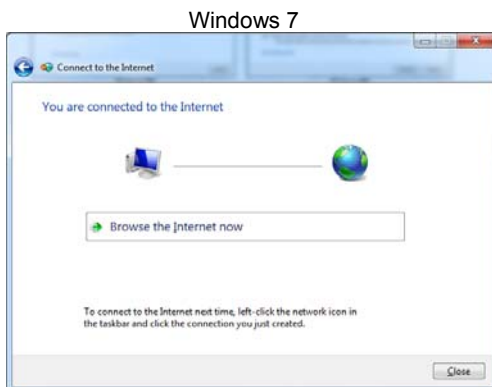 Windows 7
Connect to the Internet
You are connected to the Internet
Browse the Internet now
To connect to the Internet next time, left-click the network icon in
the taskbar and click the connection you just created.
Close